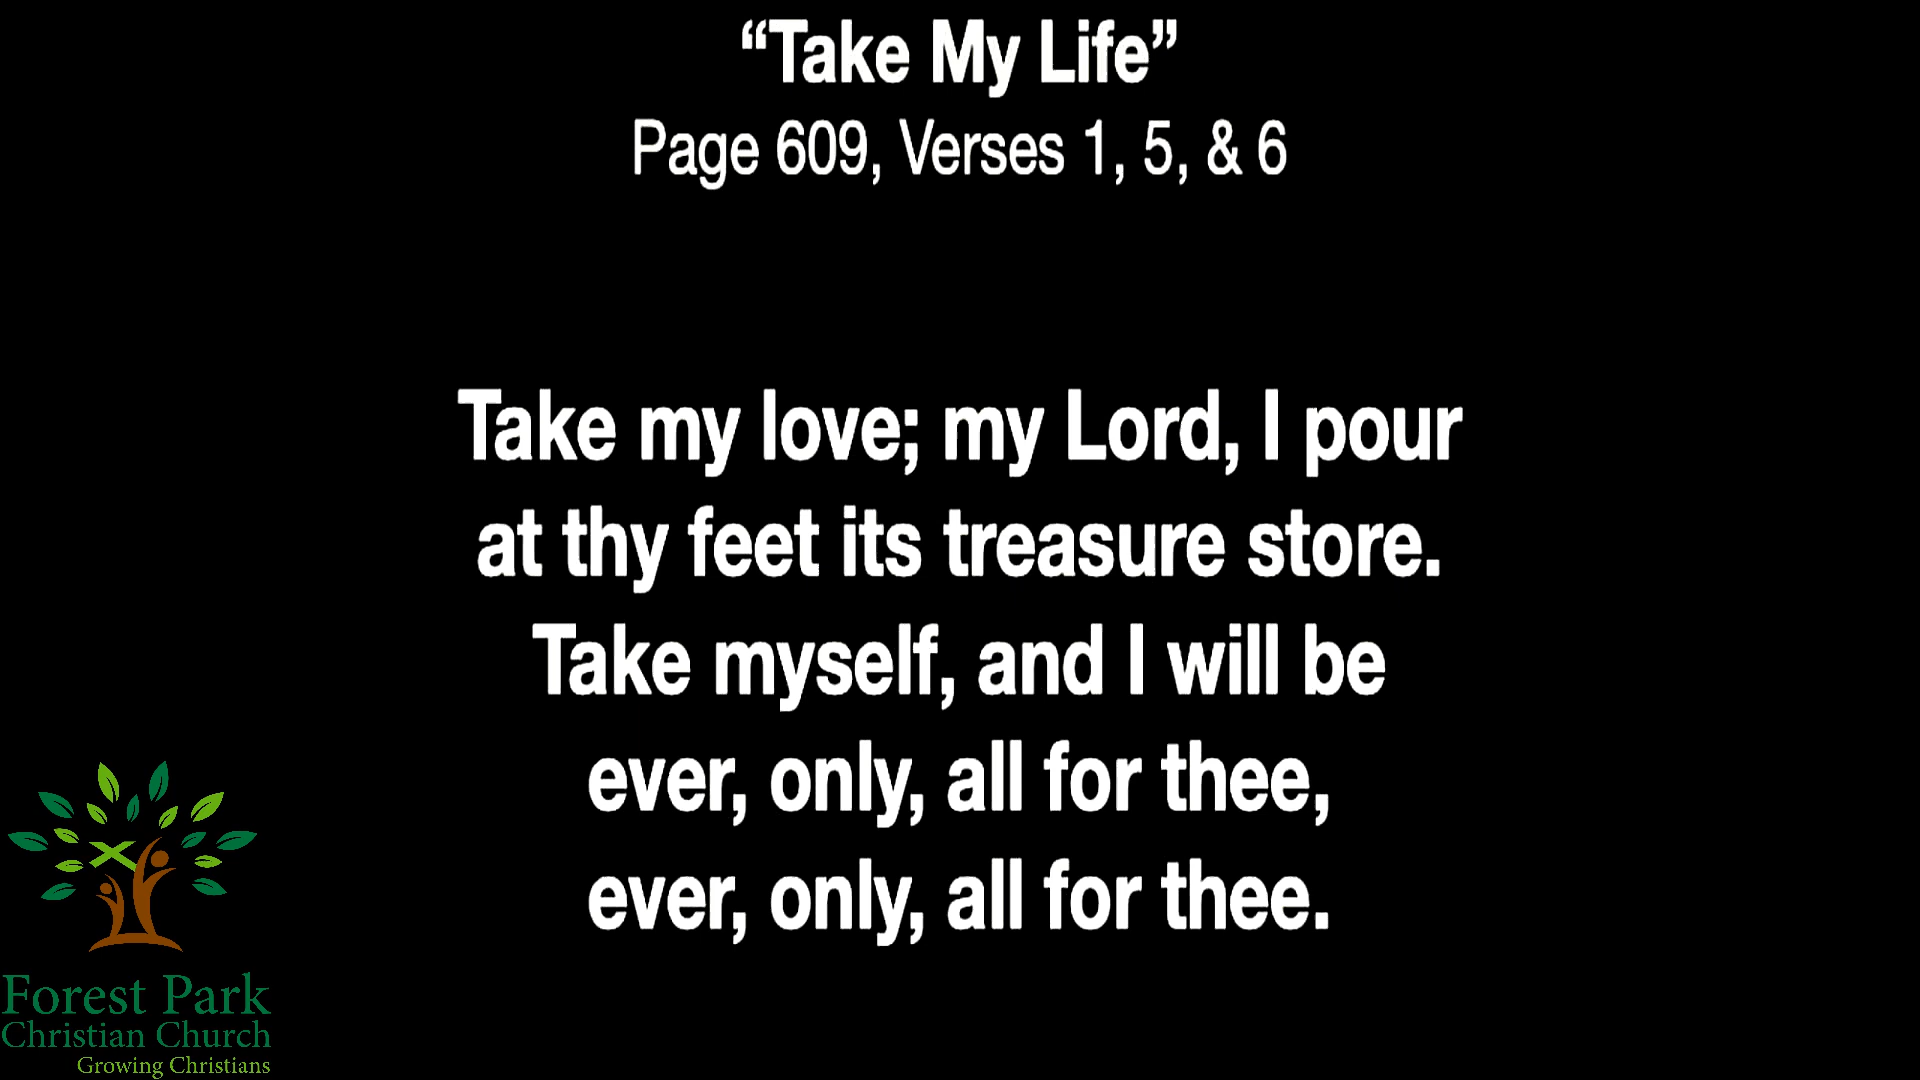 “Take My Life”
Page 609, Verses 1, 5, & 6
Take my love; my Lord, I pour
at thy feet its treasure store.
Take myself, and I will be
ever, only, all for thee,
ever, only, all for thee.
Forest Park
Christian Church
Growing Christians